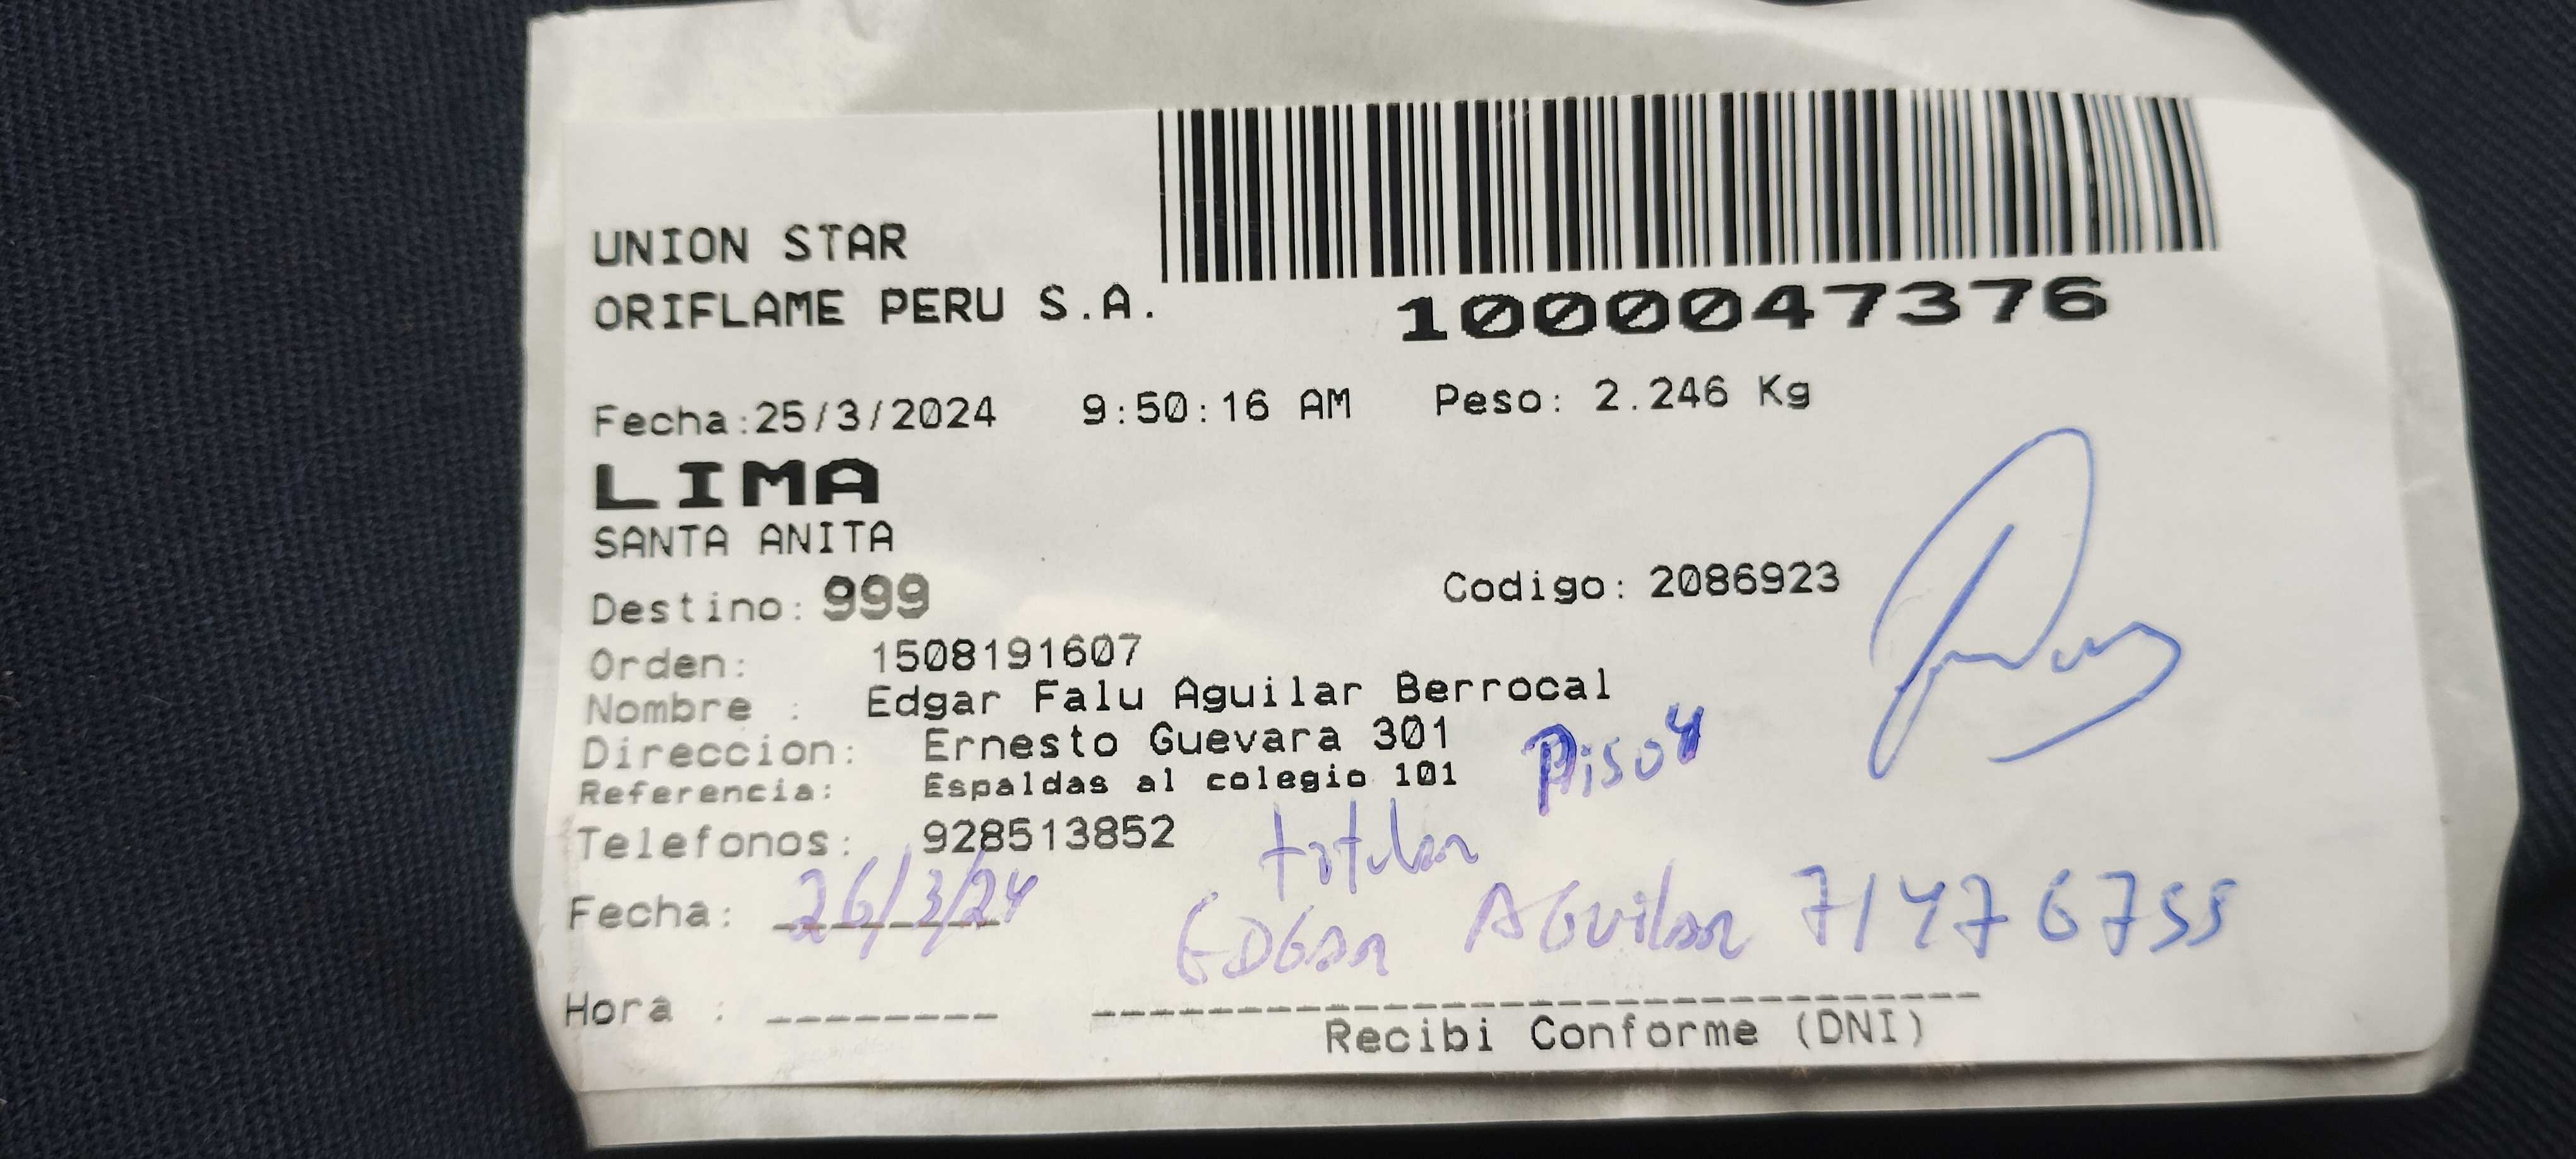 UNION STAR
ORIFLAME PERU S.A.
1000047376
Fecha:25/3/2024 9:50:16 AM Peso: 2.246 Kg
LIMA
SANTA ANITA
Destino: 999 Codigo: 2086923
Orden: 1508191607
Nombre : Edgar Falu Aguilar Berrocal
Direccion: Ernesto Guevara 301 Piso 4
Referencia: Espaldas al colegio 101
Telefonos: 928513852 titular
Fecha: 26/3/24 EDGAR AGuilar 71476755
Hora : ________
Recibi Conforme (DNI)